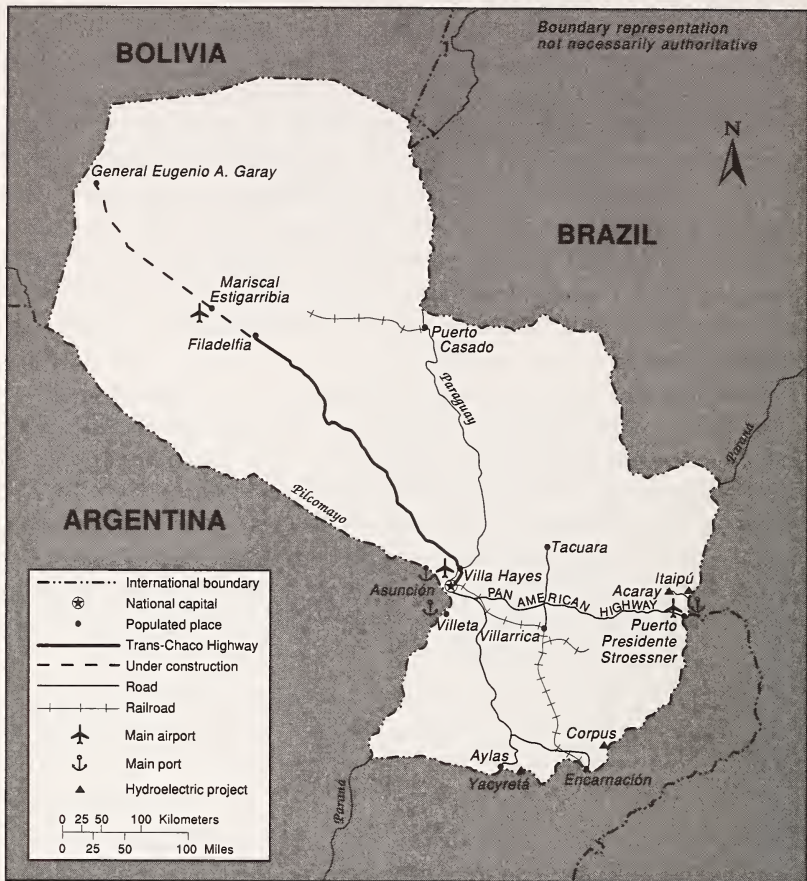 BOLIVIA
Boundary representation
not necessarily authoritative
N
General Eugenio A. Garay
BRAZIL
Mariscal
Estigarribia
Filadelfia
Puerto
Casado
Paraguay
Paraná
Pilcomayo
ARGENTINA
Tacuara
Asunción
Villa Hayes
PAN AMERICAN HIGHWAY
Itaipú
Acaray
Villeta
Villarrica
Puerto
Presidente
Stroessner
Corpus
Aylas
Yacyretá
Encarnación
Paraná
International boundary
National capital
Populated place
Trans-Chaco Highway
Under construction
Road
Railroad
Main airport
Main port
Hydroelectric project
0 25 50 100 Kilometers
0 25 50 100 Miles